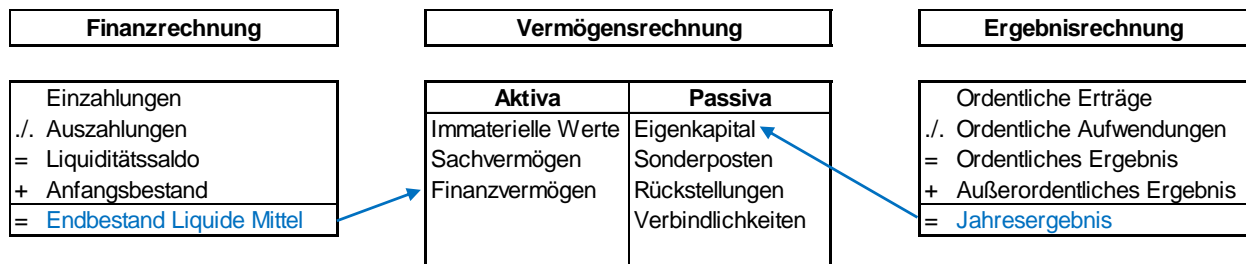 Finanzrechnung
Einzahlungen
./. Auszahlungen
= Liquiditätssaldo
+ Anfangsbestand
= Endbestand Liquide Mittel
Vermögensrechnung
Aktiva Passiva
Immaterielle Werte Eigenkapital
Sachvermögen Sonderposten
Finanzvermögen Rückstellungen
Verbindlichkeiten
Ergebnisrechnung
Ordentliche Erträge
./. Ordentliche Aufwendungen
= Ordentliches Ergebnis
+ Außerordentliches Ergebnis
= Jahresergebnis